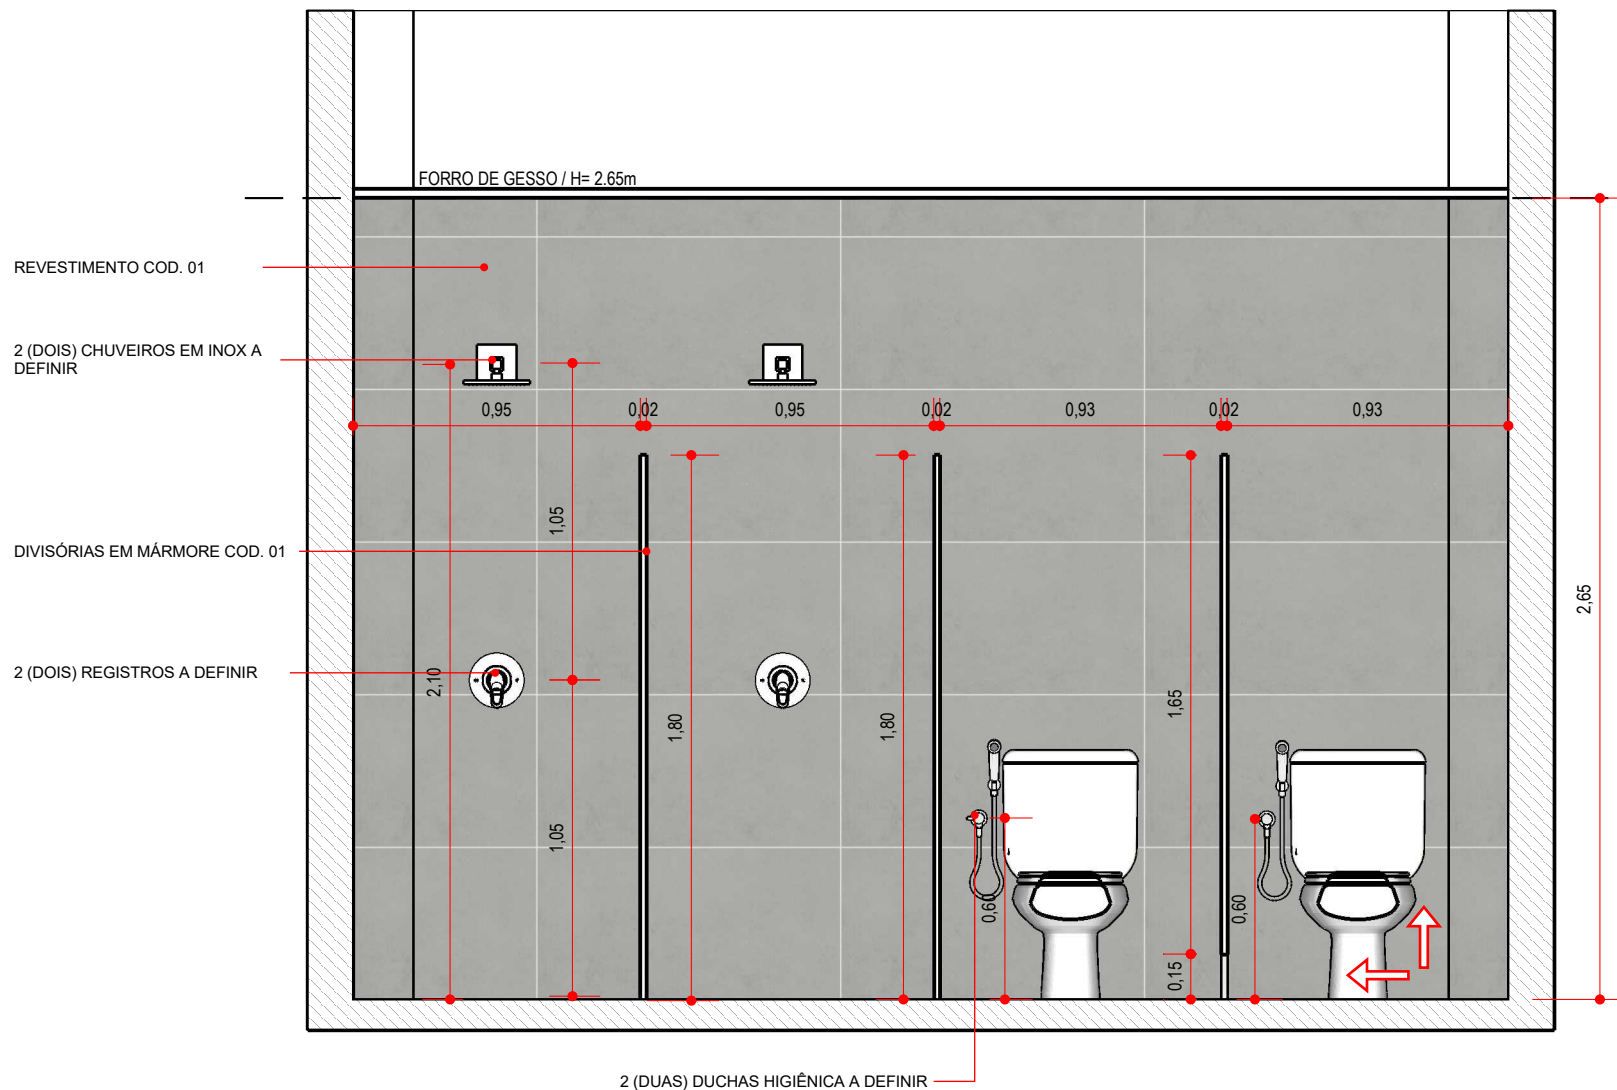 FORRO DE GESSO / H= 2.65m
REVESTIMENTO COD. 01
2 (DOIS) CHUVEIROS EM INOX A
DEFINIR
0,95
0,02
0,95
0,02
0,93
0,02
0,93
1,05
DIVISÓRIAS EM MÁRMORE COD. 01
2,65
2 (DOIS) REGISTROS A DEFINIR
2,10
1,80
1,80
1,65
1,05
0,60
0,60
0,15
2 (DUAS) DUCHAS HIGIÊNICA A DEFINIR